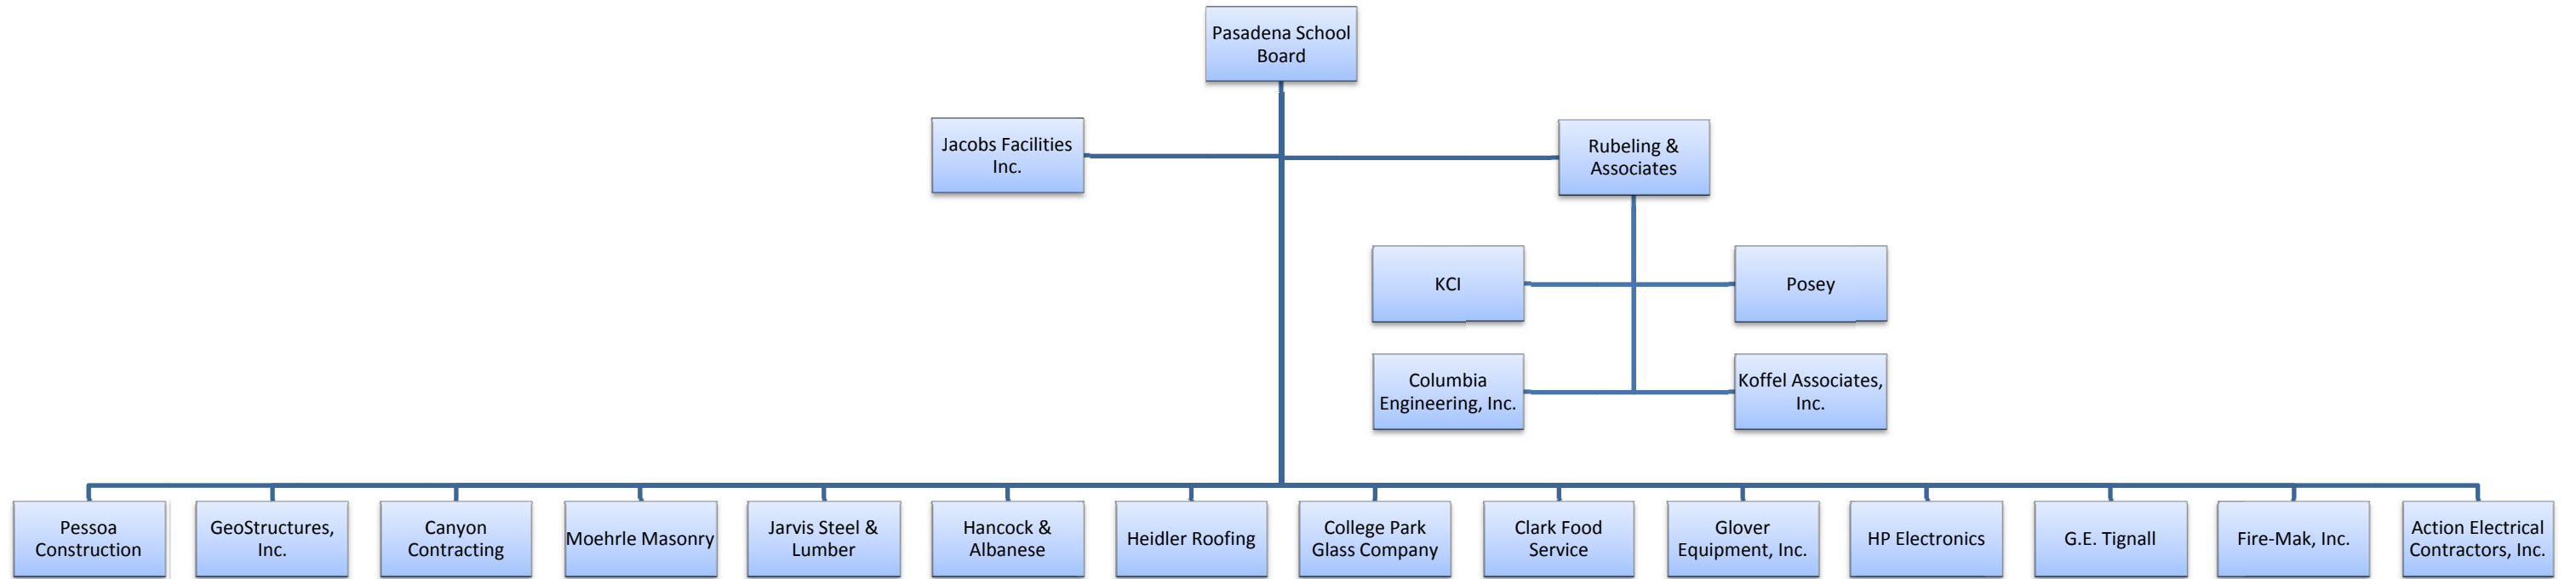 Pasadena School
Board
Jacobs Facilities
Inc.
Rubeling &
Associates
KCI
Posey
Columbia
Engineering, Inc.
Koffel Associates,
Inc.
Pessoa
Construction
GeoStructures,
Inc.
Canyon
Contracting
Moehrle Masonry
Jarvis Steel &
Lumber
Hancock &
Albanese
Heidler Roofing
College Park
Glass Company
Clark Food
Service
Glover
Equipment, Inc.
HP Electronics
G.E. Tignall
Fire-Mak, Inc.
Action Electrical
Contractors, Inc.